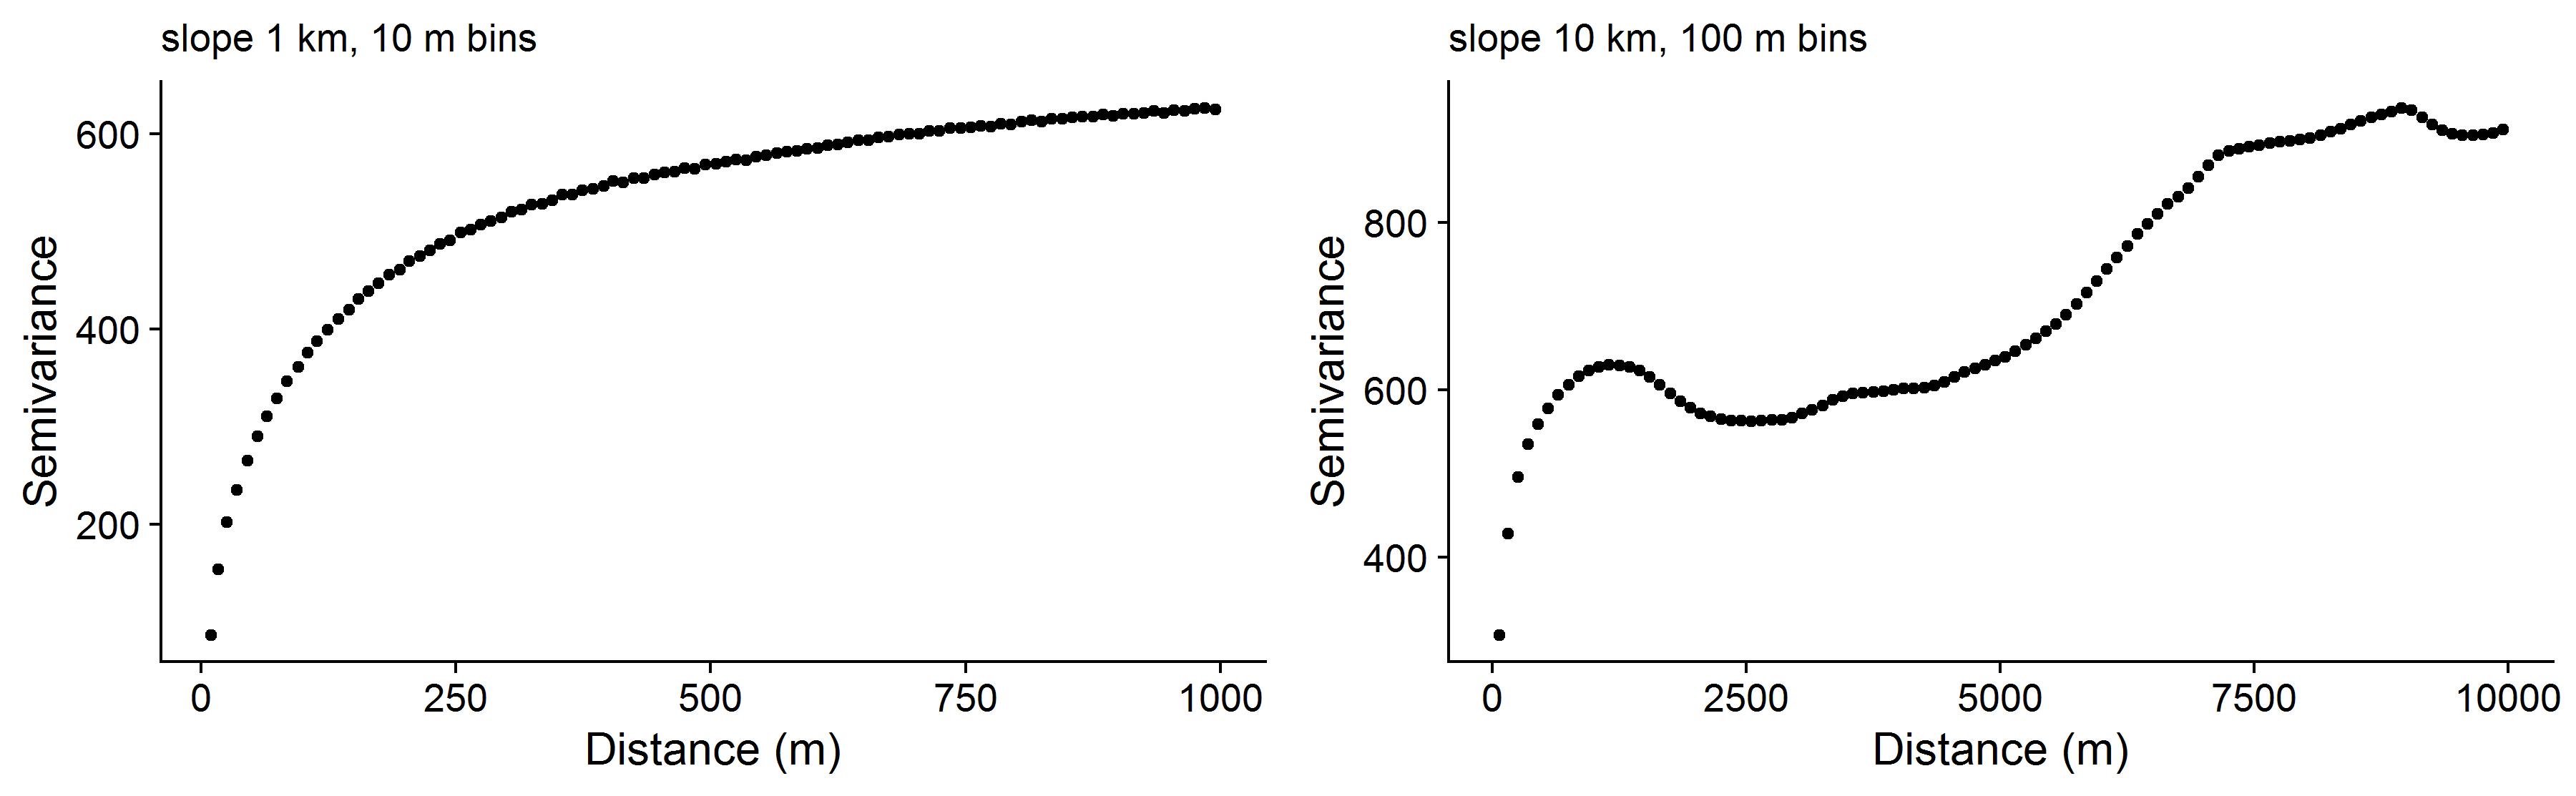 slope 1 km, 10 m bins
Semivariance
600
400
200
0 250 500 750 1000
Distance (m)
slope 10 km, 100 m bins
Semivariance
800
600
400
0 2500 5000 7500 10000
Distance (m)